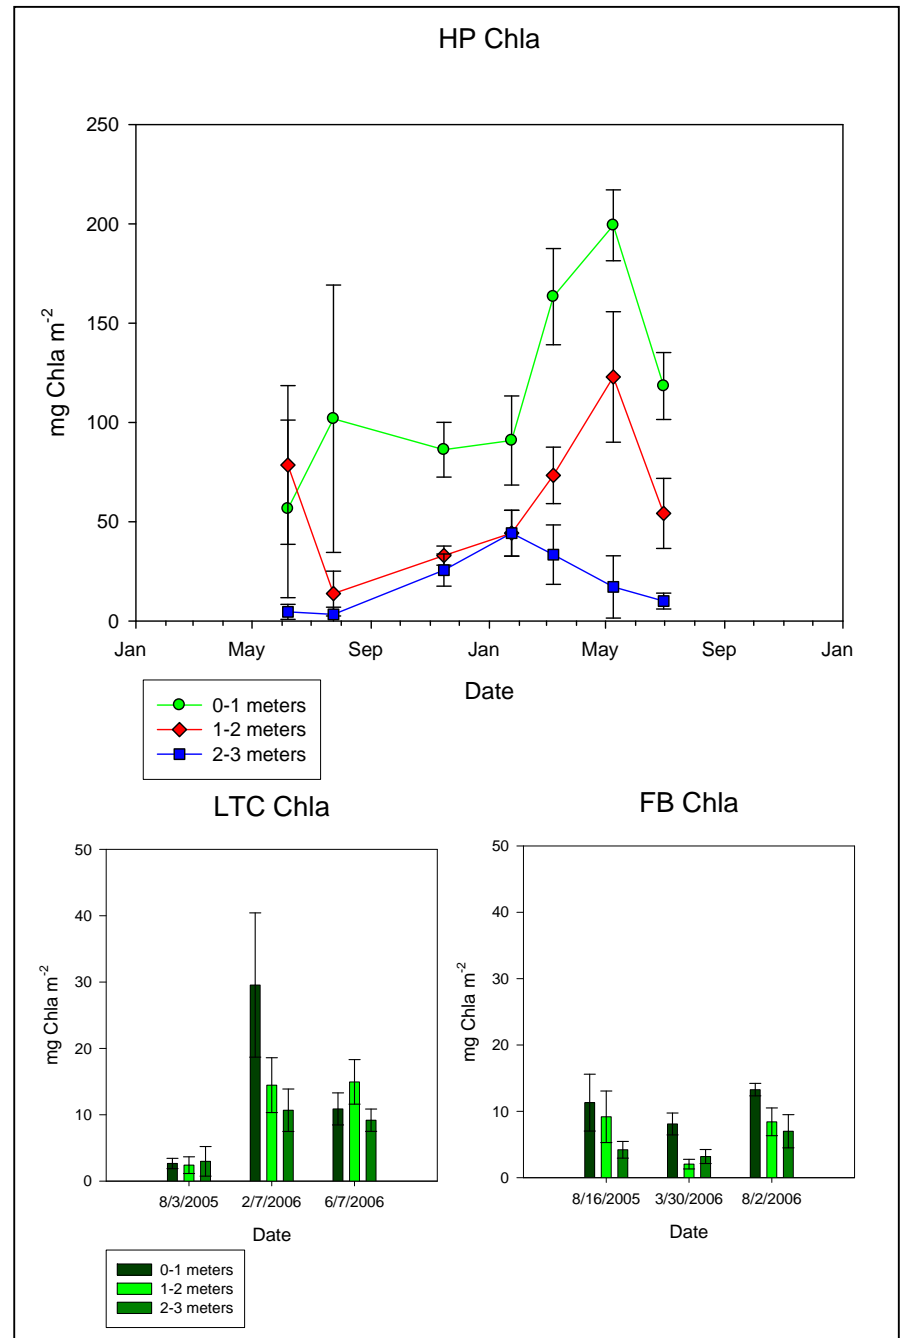 HP Chla
250
200
150
100
50
0
mg Chla m-2
Jan May Sep Jan May Sep Jan
Date
0-1 meters
1-2 meters
2-3 meters
LTC Chla
50
40
30
20
10
0
mg Chla m-2
8/3/2005 2/7/2006 6/7/2006
Date
0-1 meters
1-2 meters
2-3 meters
FB Chla
50
40
30
20
10
0
mg Chla m-2
8/16/2005 3/30/2006 8/2/2006
Date